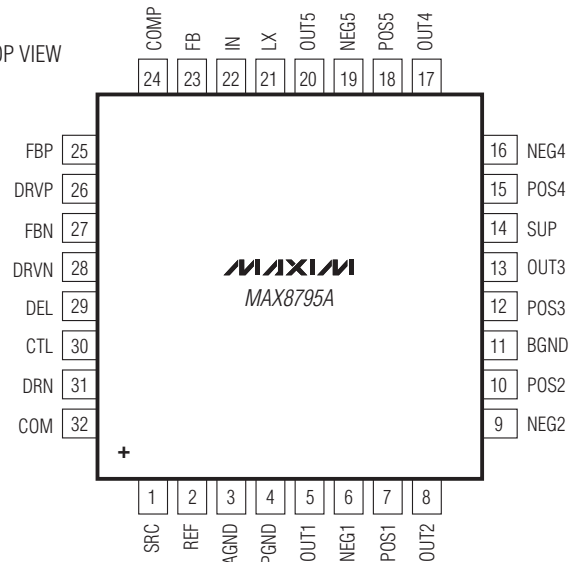 OP VIEW
COMP FB IN LX OUT5 NEG5 POS5 OUT4
24 23 22 21 20 19 18 17
FBP 25
DRVP 26
FBN 27
DRVN 28
DEL 29
CTL 30
DRN 31
COM 32
MAXIM
MAX8795A
16 NEG4
15 POS4
14 SUP
13 OUT3
12 POS3
11 BGND
10 POS2
9 NEG2
+
1 2 3 4 5 6 7 8
SRC REF AGND PGND OUT1 NEG1 POS1 OUT2